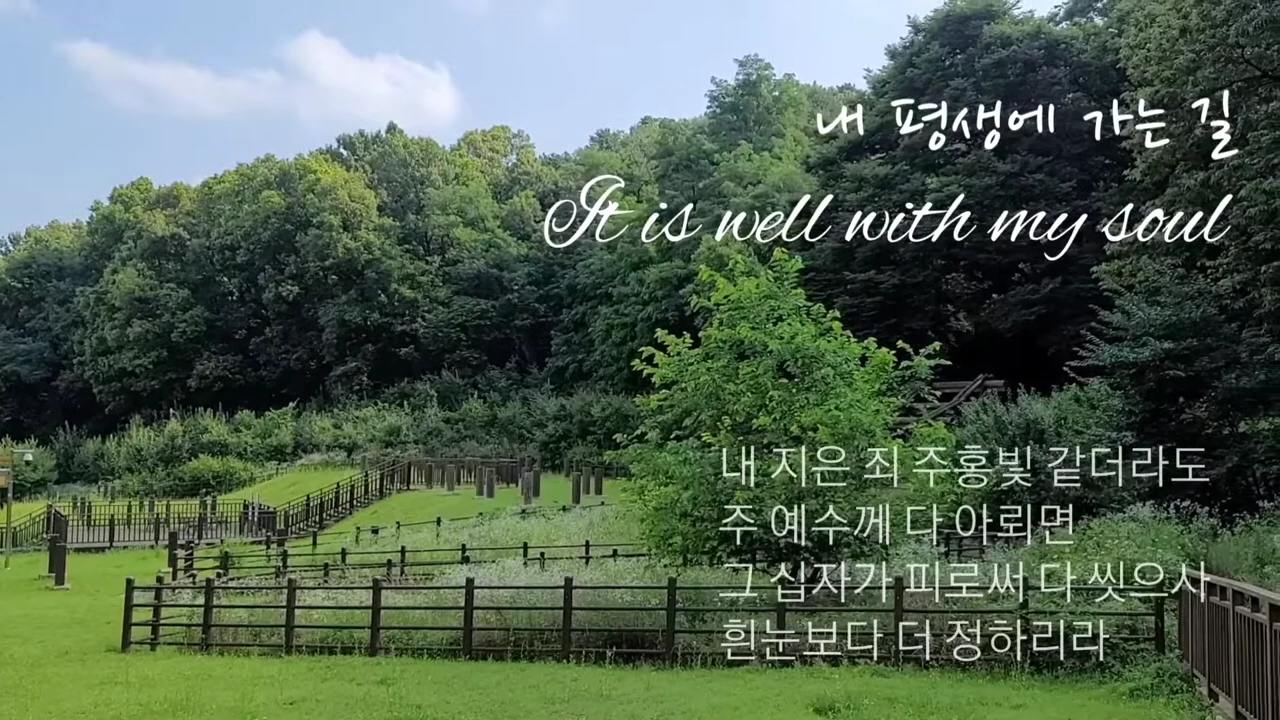 내 평생에 가는 길
It is well with my soul
내 지은 죄 주홍빛 같더라도
주 예수께 다 아뢰면
그 십자가 피로써 다 씻으사
흰눈보다 더 정하리라